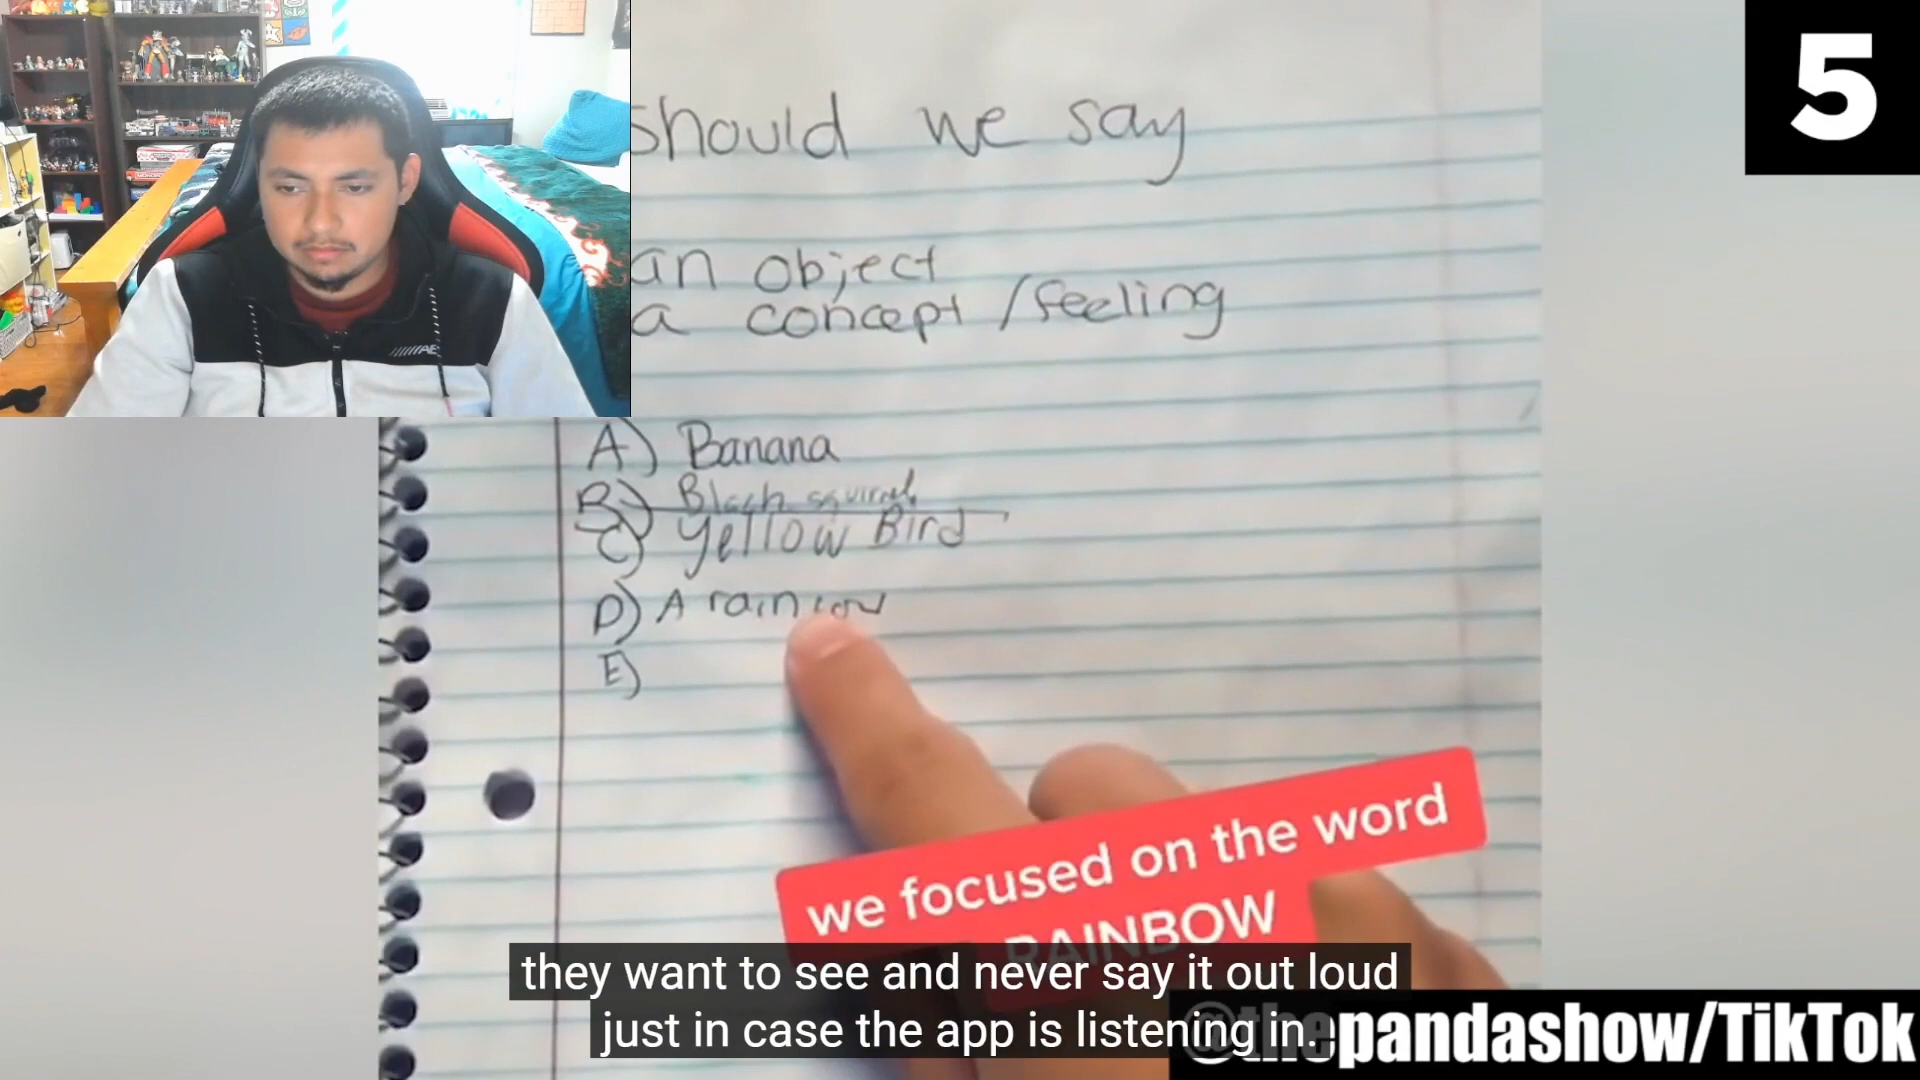 5
should we say
an object
a concept / feeling
A) Banana
B) Black squirrel
C) Yellow Bird
D) A rainbow
E)
we focused on the word
RAINBOW
they want to see and never say it out loud
just in case the app is listening in.
@thepandashow/TikTok